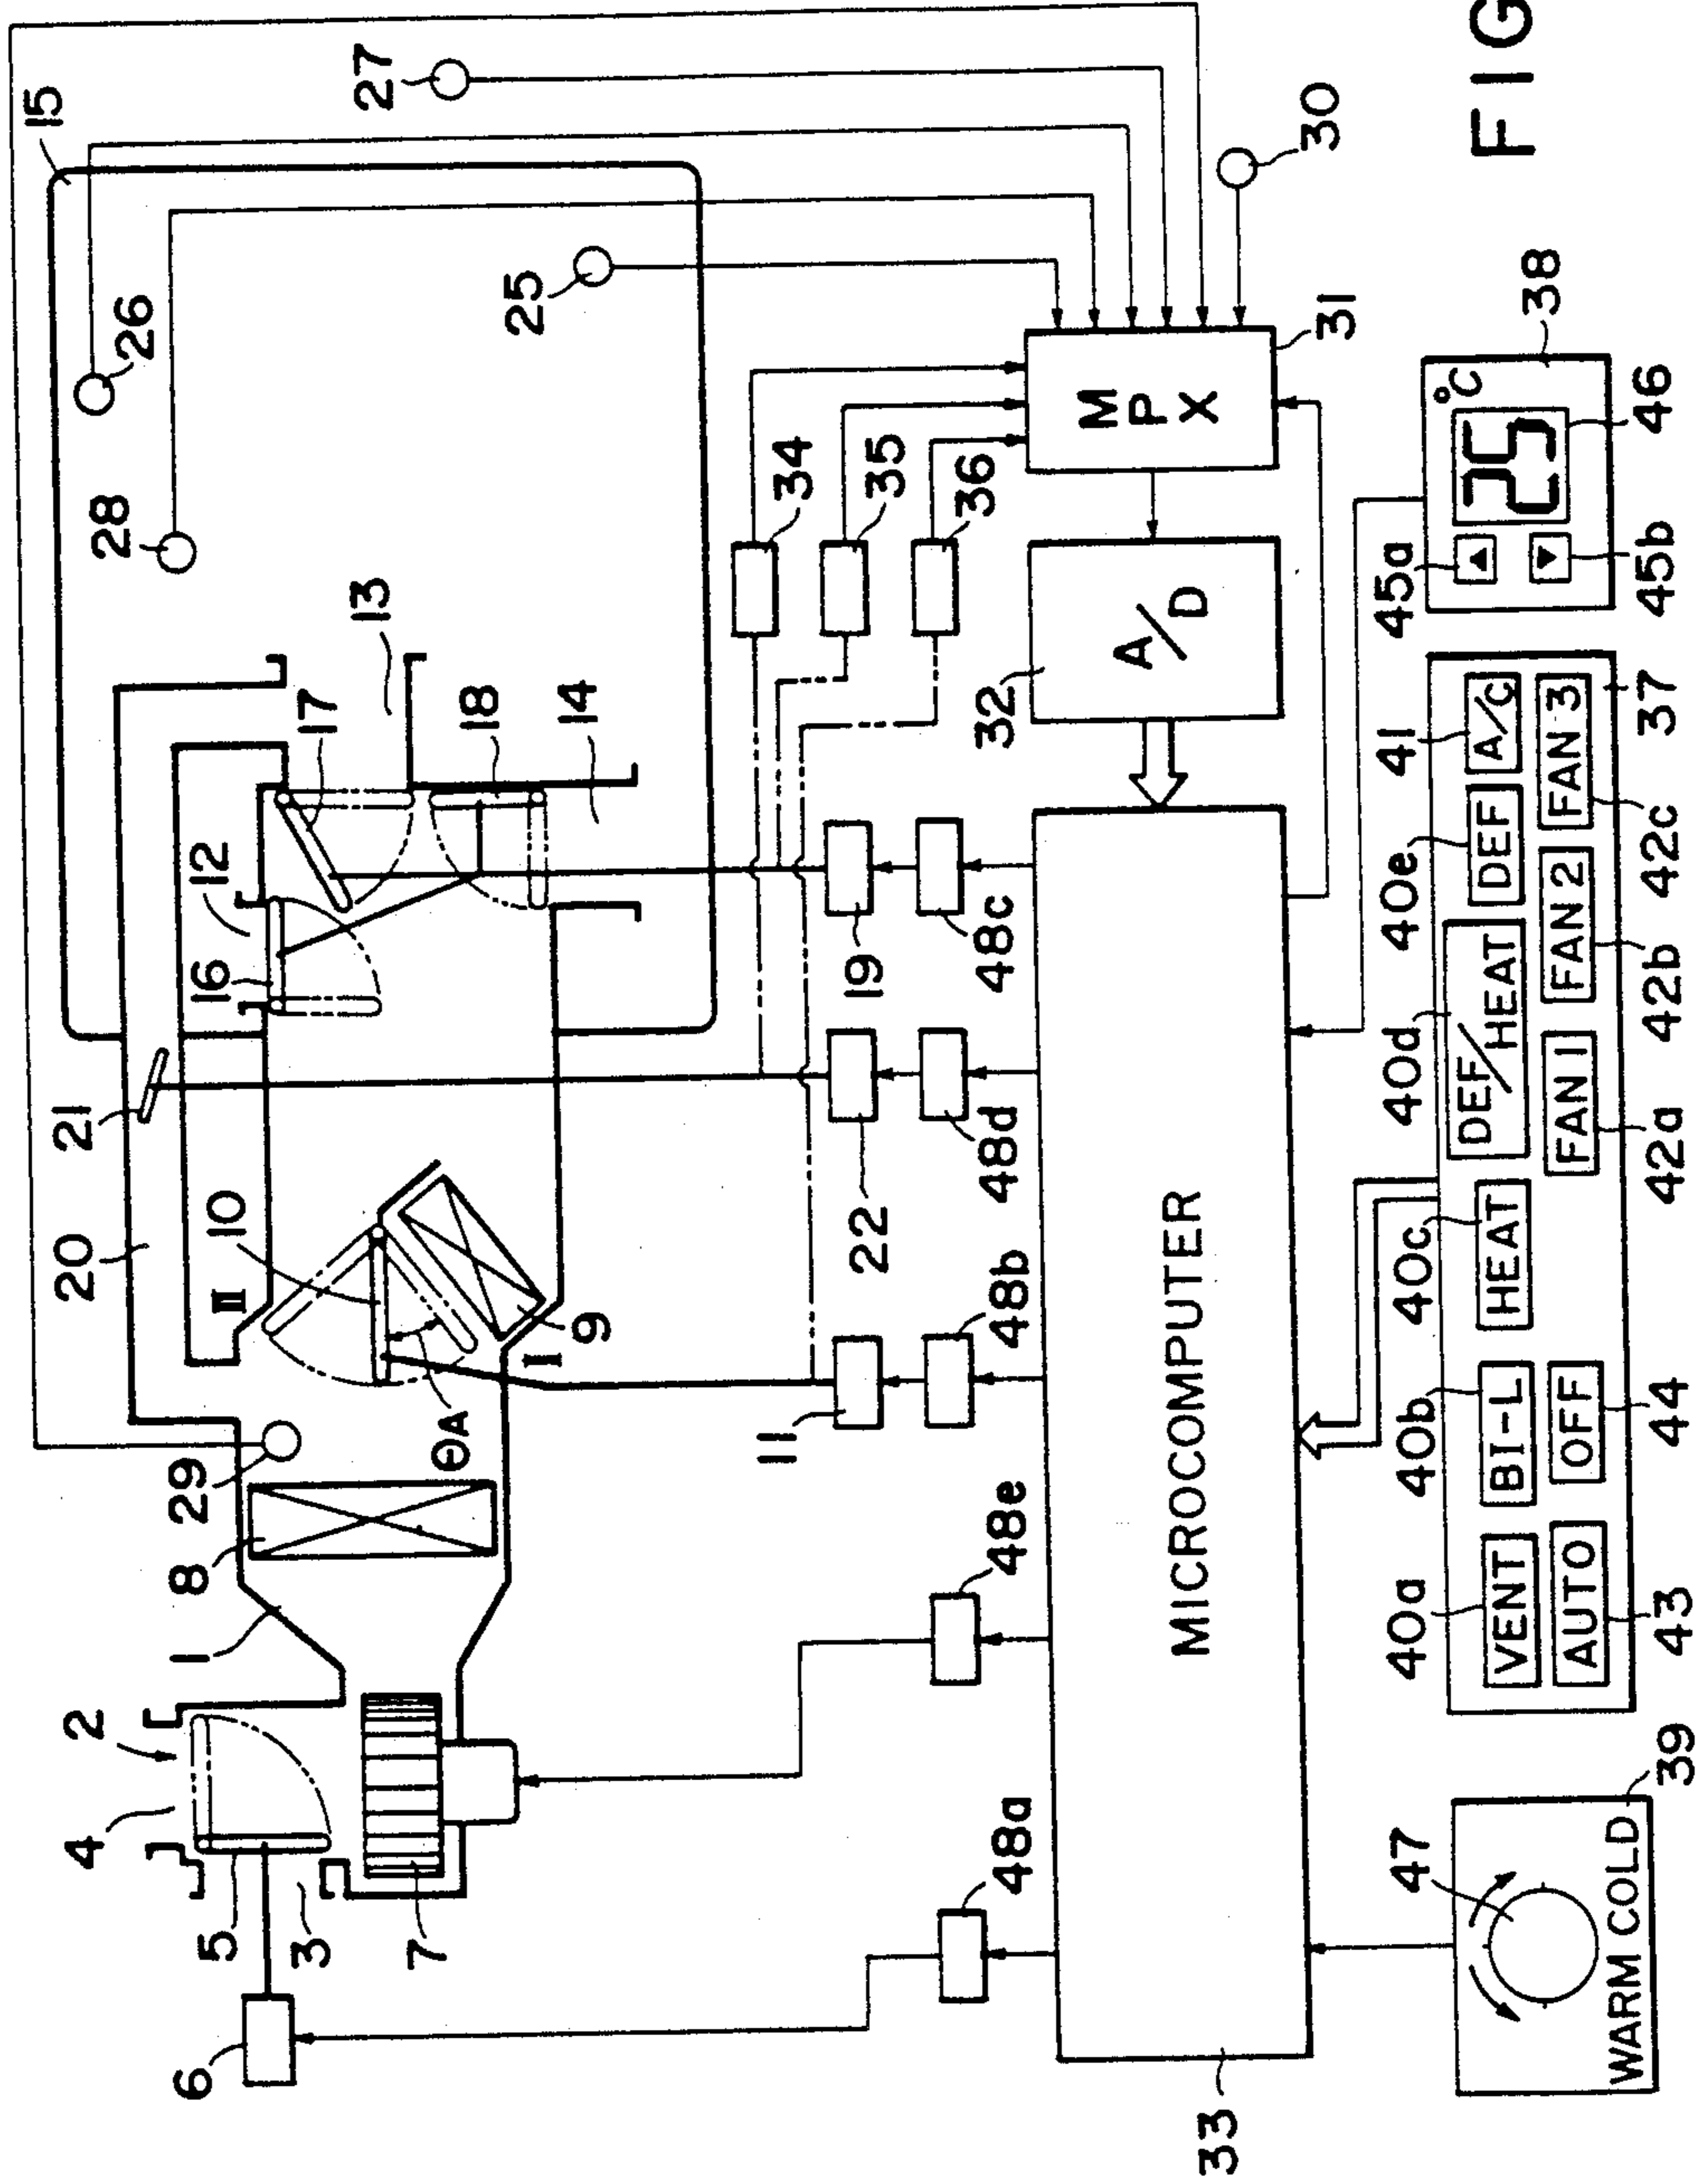 15
27
26
28
25
30
FIG
2
4
5
3
6
7
1
8
29
θA
20
21
10
II
I
9
12
16
17
13
18
14
11
22
19
34
35
36
48a
48e
48b
48d
48c
MPX
31
A/D
32
MICROCOMPUTER
33
47
WARM COLD
39
40a
VENT
40b
BI-L
40c
HEAT
40d
DEF/HEAT
40e
DEF
41
A/C
AUTO
43
OFF
44
FAN 1
42a
FAN 2
42b
FAN 3
42c
37
45a
▲
▼
45b
25
°C
46
38